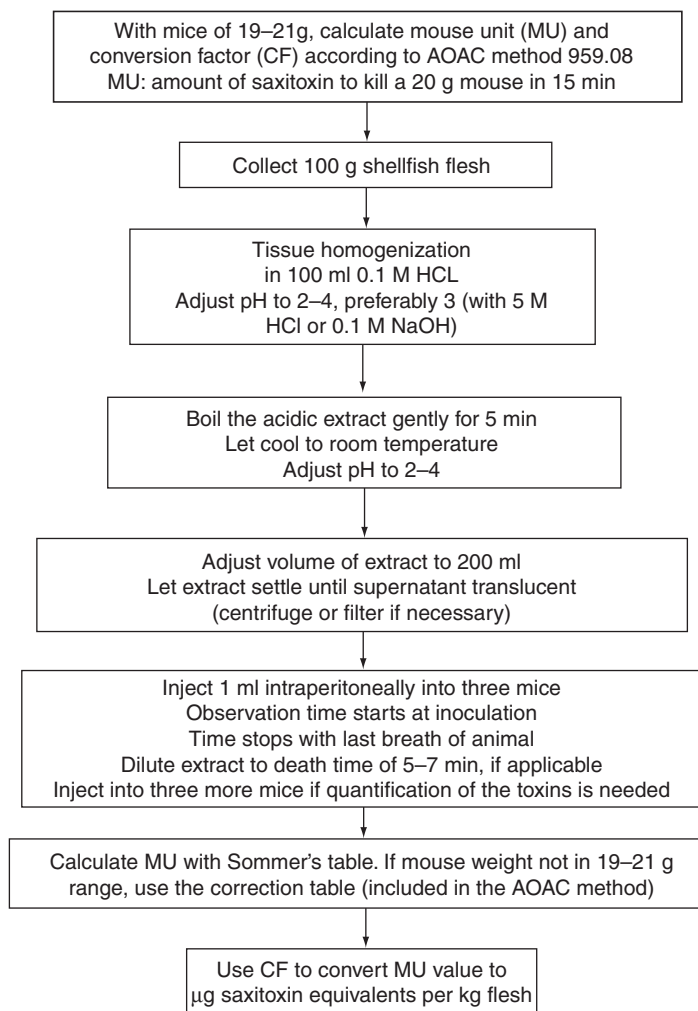 With mice of 19–21g, calculate mouse unit (MU) and
conversion factor (CF) according to AOAC method 959.08
MU: amount of saxitoxin to kill a 20 g mouse in 15 min
Collect 100 g shellfish flesh
Tissue homogenization
in 100 ml 0.1 M HCL
Adjust pH to 2–4, preferably 3 (with 5 M
HCl or 0.1 M NaOH)
Boil the acidic extract gently for 5 min
Let cool to room temperature
Adjust pH to 2–4
Adjust volume of extract to 200 ml
Let extract settle until supernatant translucent
(centrifuge or filter if necessary)
Inject 1 ml intraperitoneally into three mice
Observation time starts at inoculation
Time stops with last breath of animal
Dilute extract to death time of 5–7 min, if applicable
Inject into three more mice if quantification of the toxins is needed
Calculate MU with Sommer's table. If mouse weight not in 19–21 g
range, use the correction table (included in the AOAC method)
Use CF to convert MU value to
μg saxitoxin equivalents per kg flesh